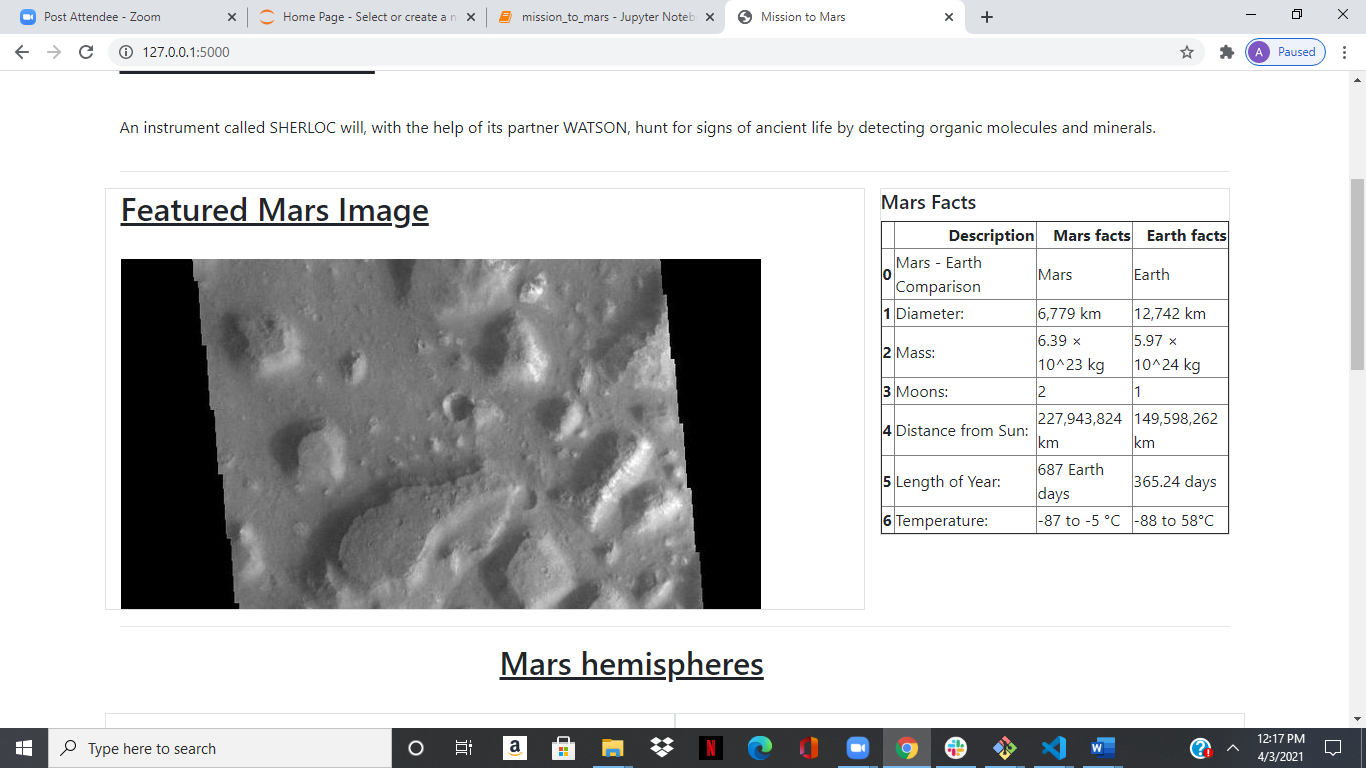 Post Attendee - Zoom
Home Page - Select or create a n
mission_to_mars - Jupyter Noteb
Mission to Mars
127.0.0.1:5000
A Paused
An instrument called SHERLOC will, with the help of its partner WATSON, hunt for signs of ancient life by detecting organic molecules and minerals.
Featured Mars Image
Mars Facts
Description Mars facts Earth facts
0 Mars - Earth Comparison Mars Earth
1 Diameter: 6,779 km 12,742 km
2 Mass: 6.39 × 10^23 kg 5.97 × 10^24 kg
3 Moons: 2 1
4 Distance from Sun: 227,943,824 km 149,598,262 km
5 Length of Year: 687 Earth days 365.24 days
6 Temperature: -87 to -5 °C -88 to 58°C
Mars hemispheres
Type here to search
12:17 PM
4/3/2021